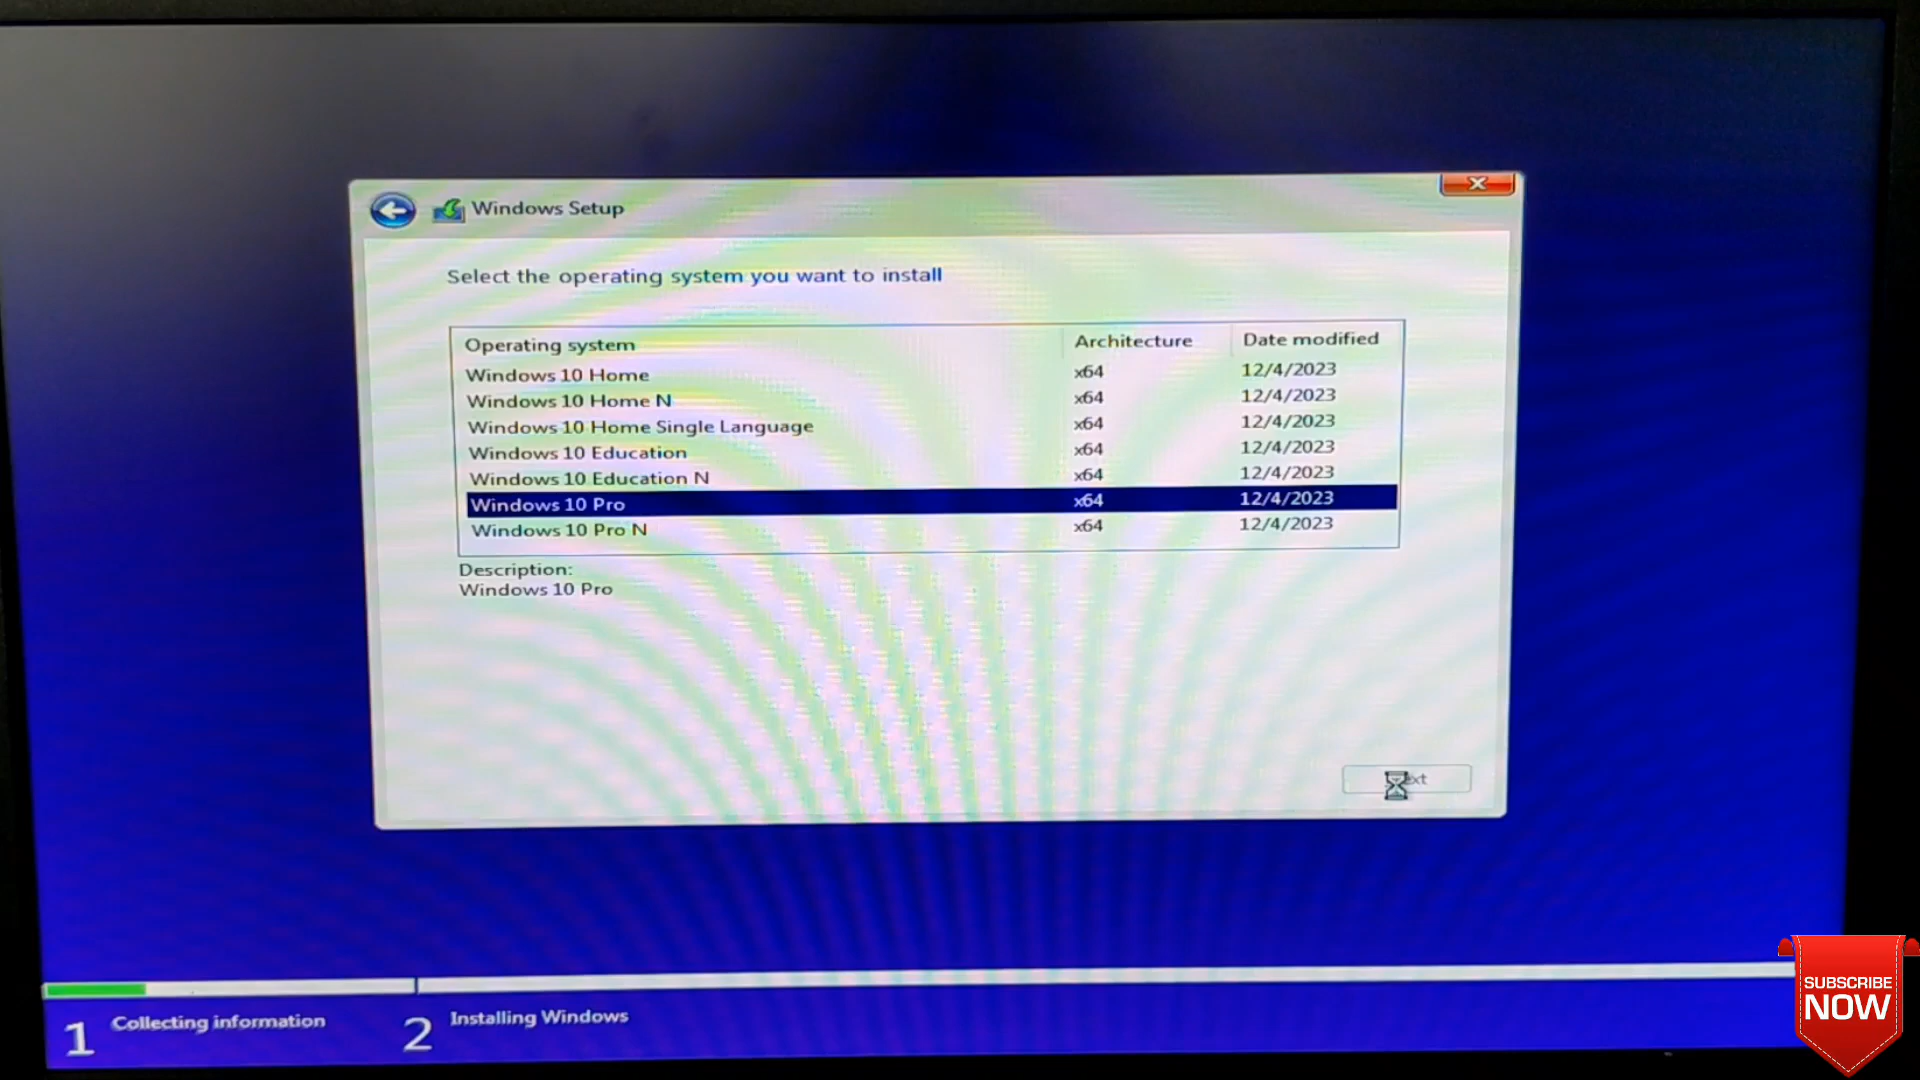 Windows Setup
Select the operating system you want to install
Operating system Architecture Date modified
Windows 10 Home x64 12/4/2023
Windows 10 Home N x64 12/4/2023
Windows 10 Home Single Language x64 12/4/2023
Windows 10 Education x64 12/4/2023
Windows 10 Education N x64 12/4/2023
Windows 10 Pro x64 12/4/2023
Windows 10 Pro N x64 12/4/2023
Description:
Windows 10 Pro
1 Collecting information 2 Installing Windows
SUBSCRIBE
NOW